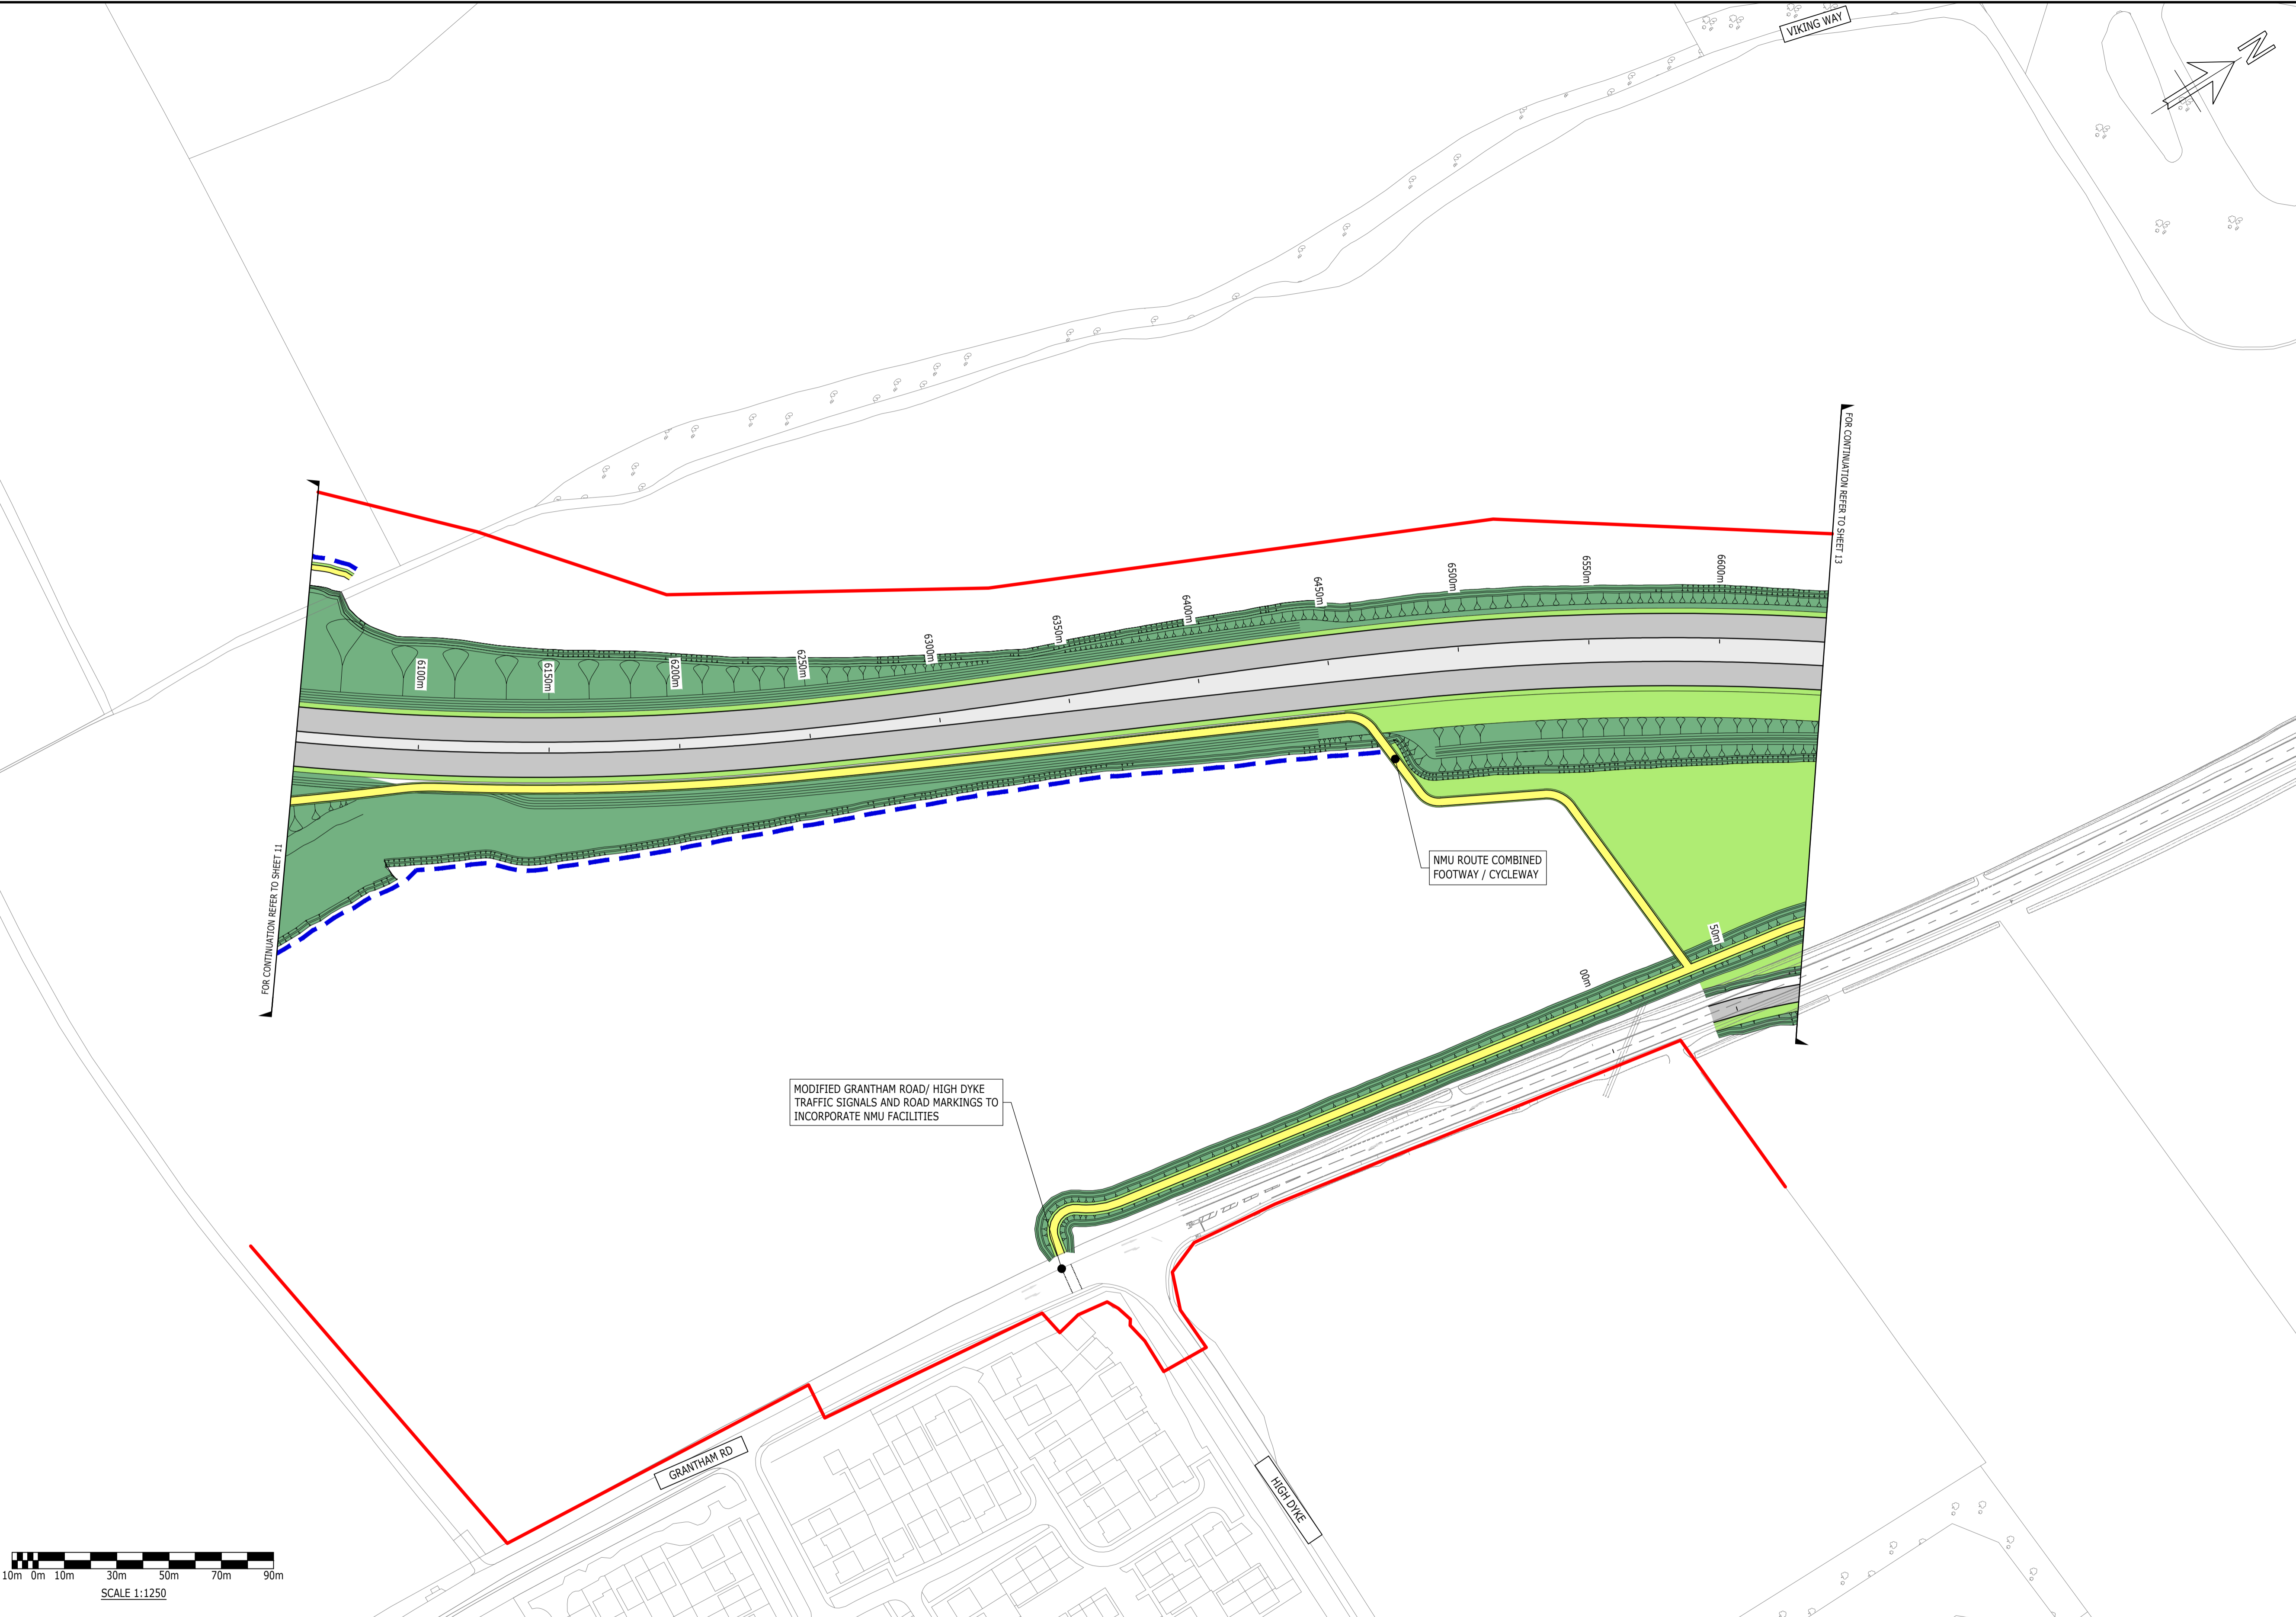 VIKING WAY
N
FOR CONTINUATION REFER TO SHEET 13
6600m
6550m
6500m
6450m
6400m
6350m
6300m
6250m
6200m
6150m
6100m
FOR CONTINUATION REFER TO SHEET 11
NMU ROUTE COMBINED
FOOTWAY / CYCLEWAY
50m
00m
MODIFIED GRANTHAM ROAD/ HIGH DYKE
TRAFFIC SIGNALS AND ROAD MARKINGS TO
INCORPORATE NMU FACILITIES
GRANTHAM RD
HIGH DYKE
10m 0m 10m 30m 50m 70m 90m
SCALE 1:1250